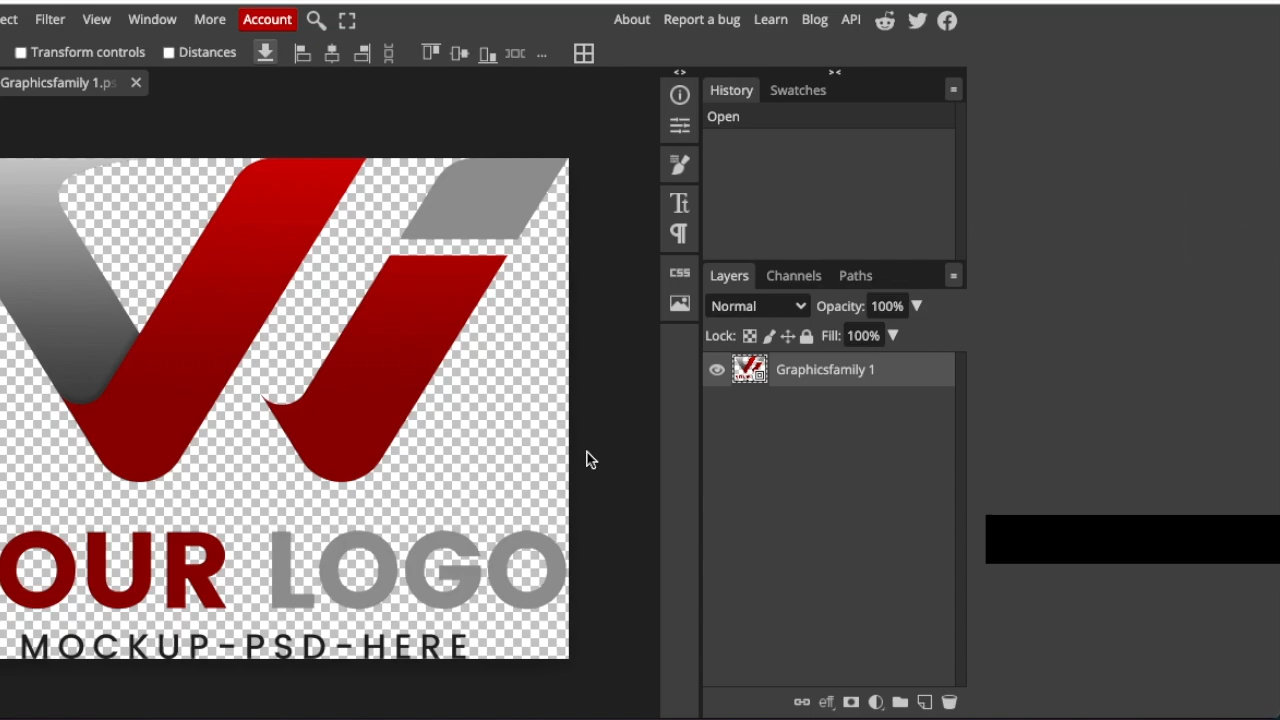 ect Filter View Window More Account About Report a bug Learn Blog API
Transform controls Distances ...
Graphicsfamily 1.ps
History Swatches
Open
Tt
CSS
Layers Channels Paths
Normal Opacity: 100%
Lock: Fill: 100%
Graphicsfamily 1
OUR LOGO
MOCKUP-PSD-HERE
eff